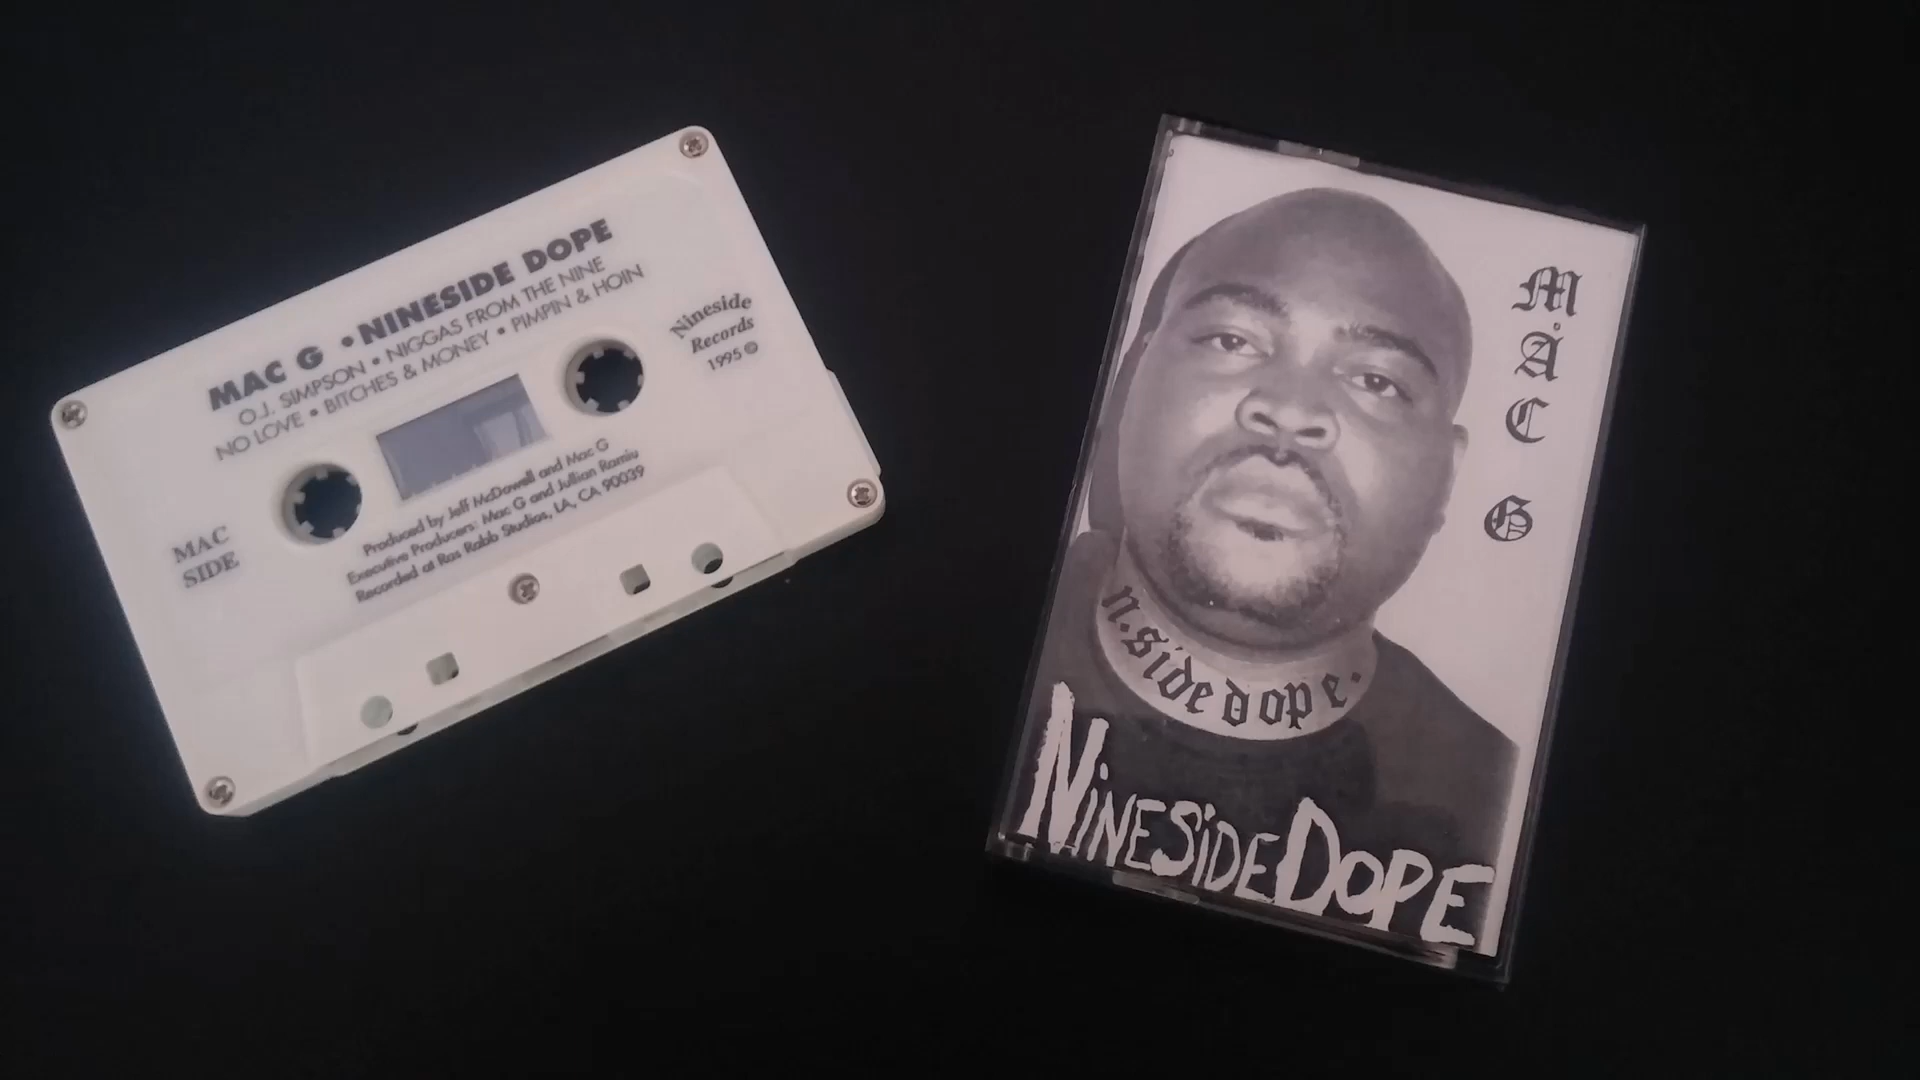 MAC G • NINESIDE DOPE
O.J. SIMPSON • NIGGAS FROM THE NINE
NO LOVE • BITCHES & MONEY • PIMPIN & HOIN
Nineside
Records
1995 ©
MAC
SIDE
Produced by Jeff McDowell and Mac G
Executive Producers: Mac G and Jullian Ramiu
Recorded at Ras Rabb Studios, LA, CA 90039
MAC G
n.side dope.
NINESiDEDOPE